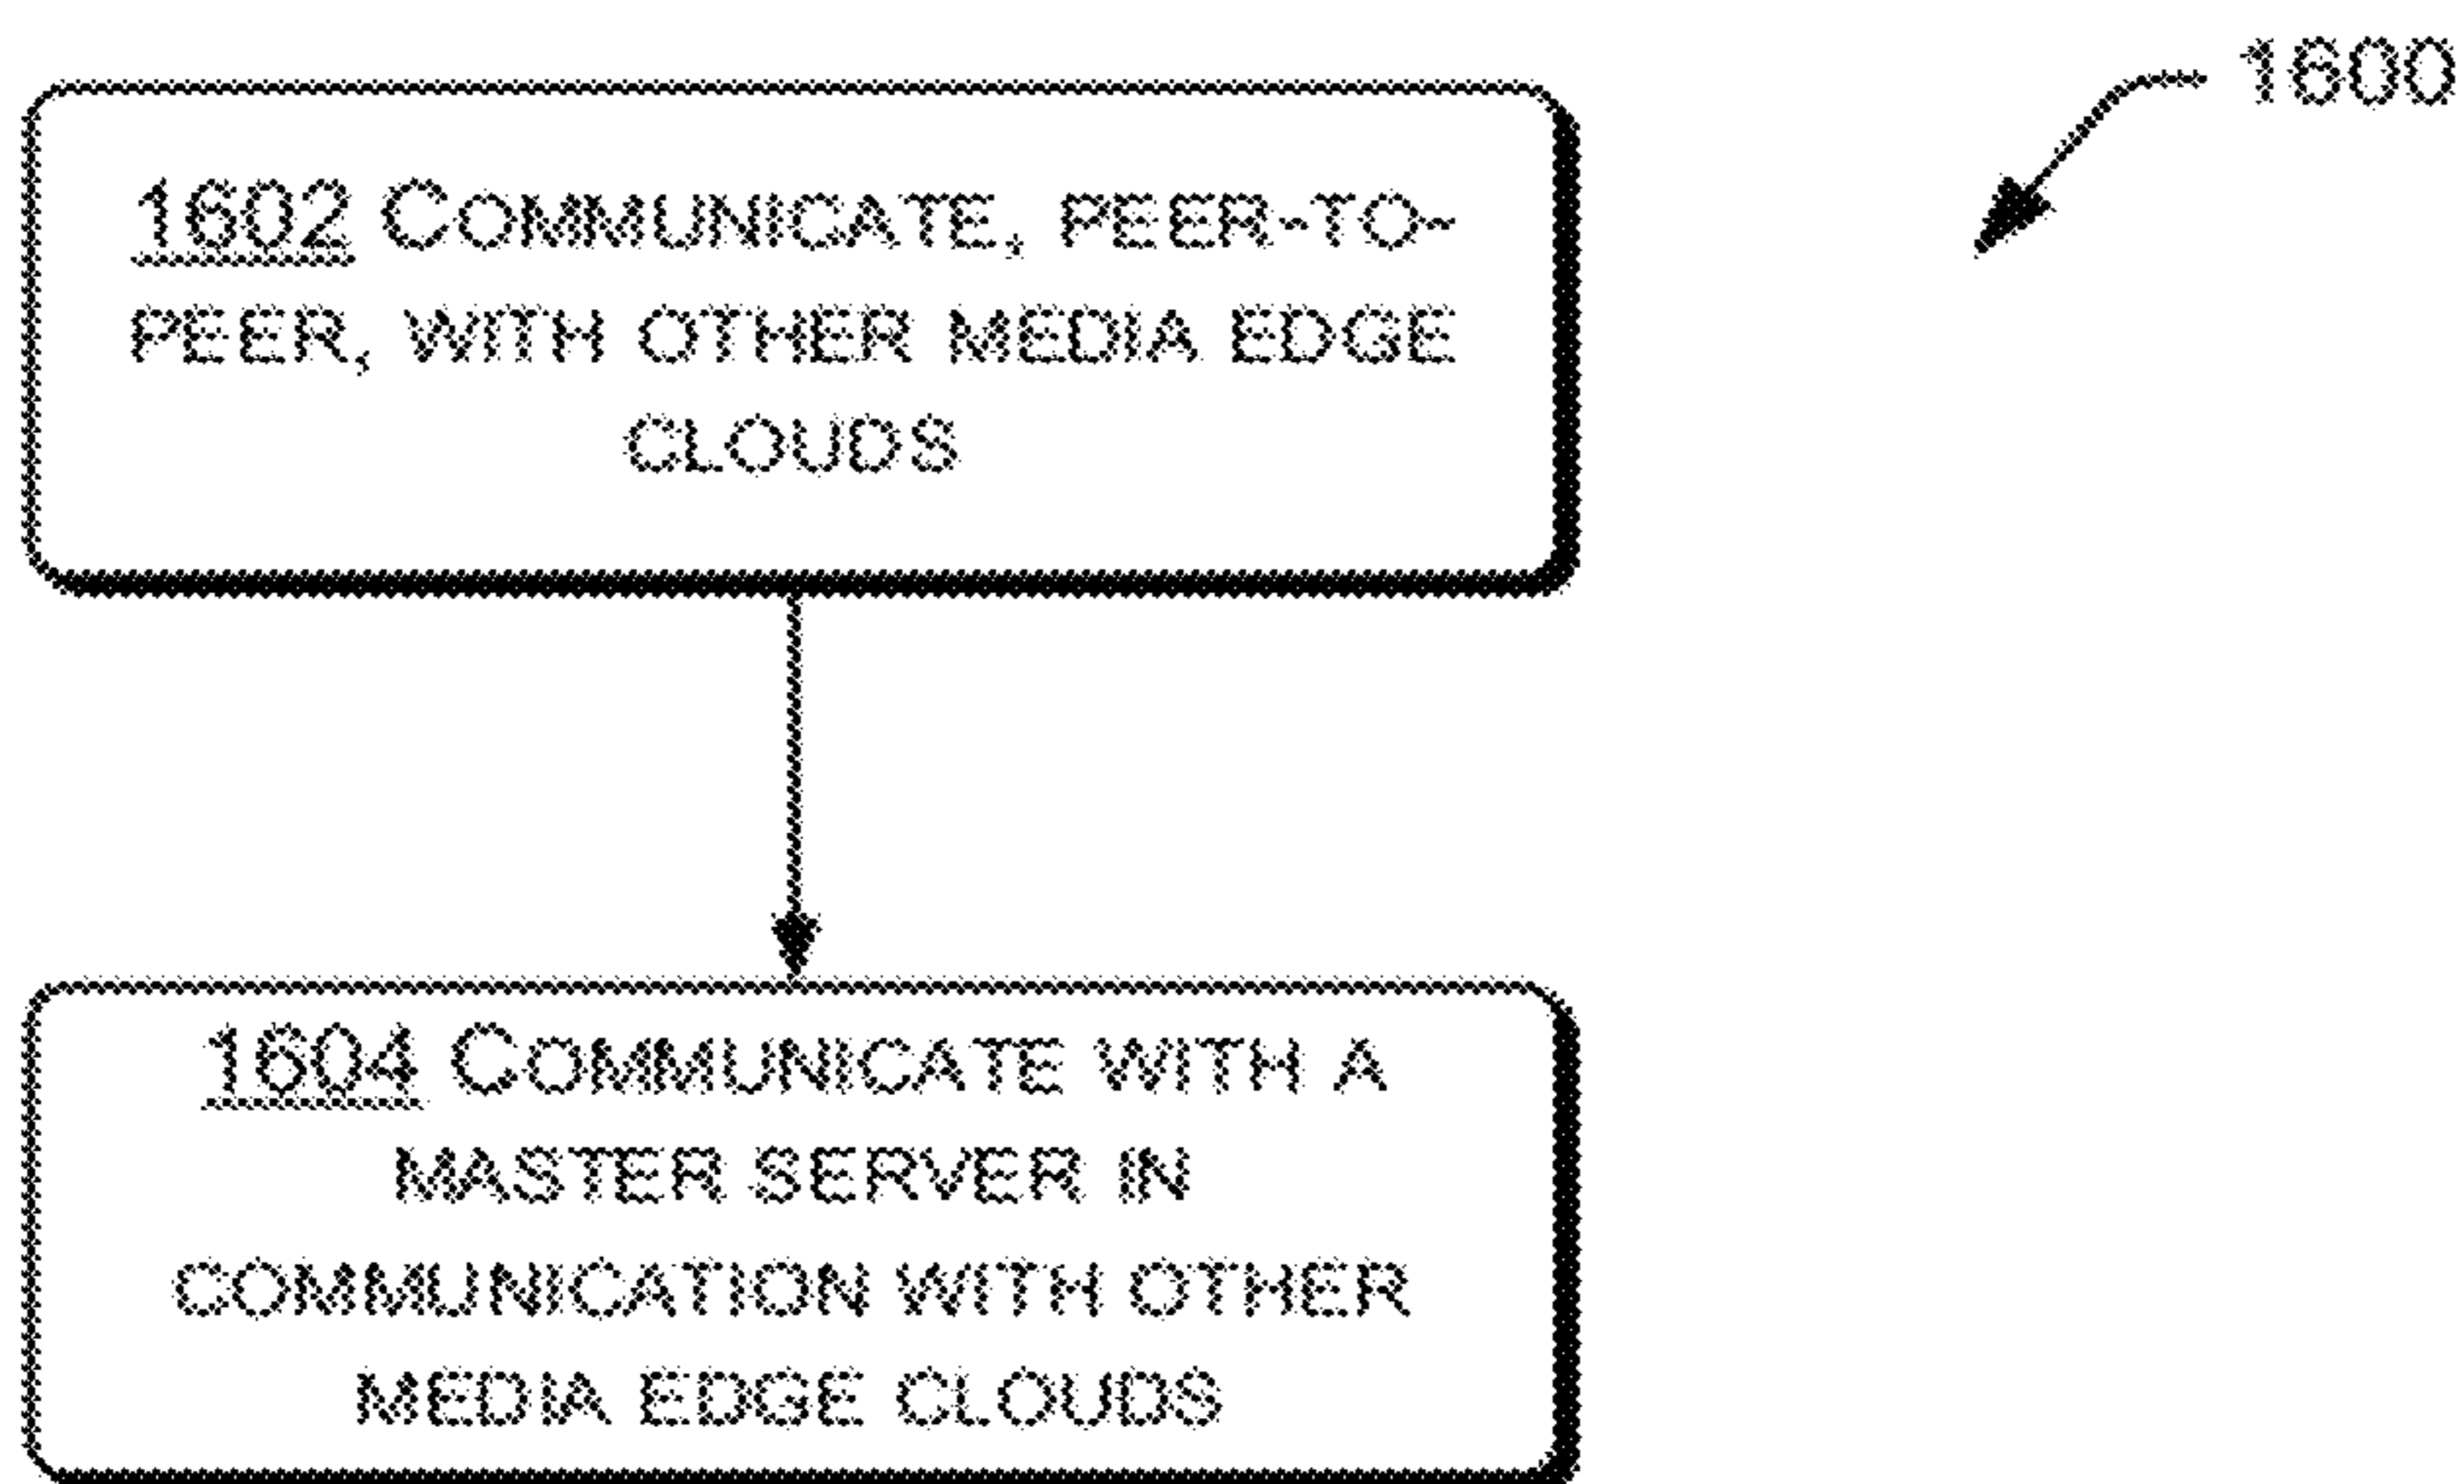 1600
1602 COMMUNICATE, PEER-TO-
PEER, WITH OTHER MEDIA EDGE
CLOUDS
1604 COMMUNICATE WITH A
MASTER SERVER IN
COMMUNICATION WITH OTHER
MEDIA EDGE CLOUDS